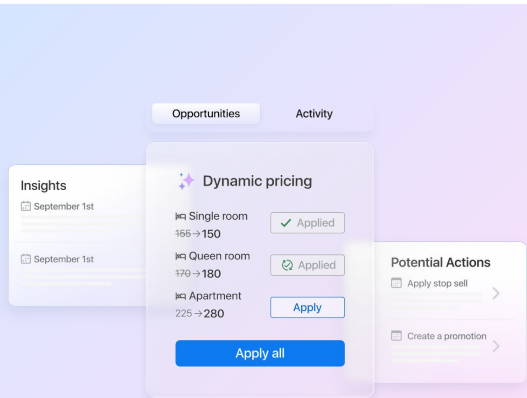 Opportunities
Activity
Insights
September 1st
September 1st
Dynamic pricing
Single room
155→150
Applied
Queen room
170→180
Applied
Apartment
225→280
Apply
Apply all
Potential Actions
Apply stop sell
Create a promotion